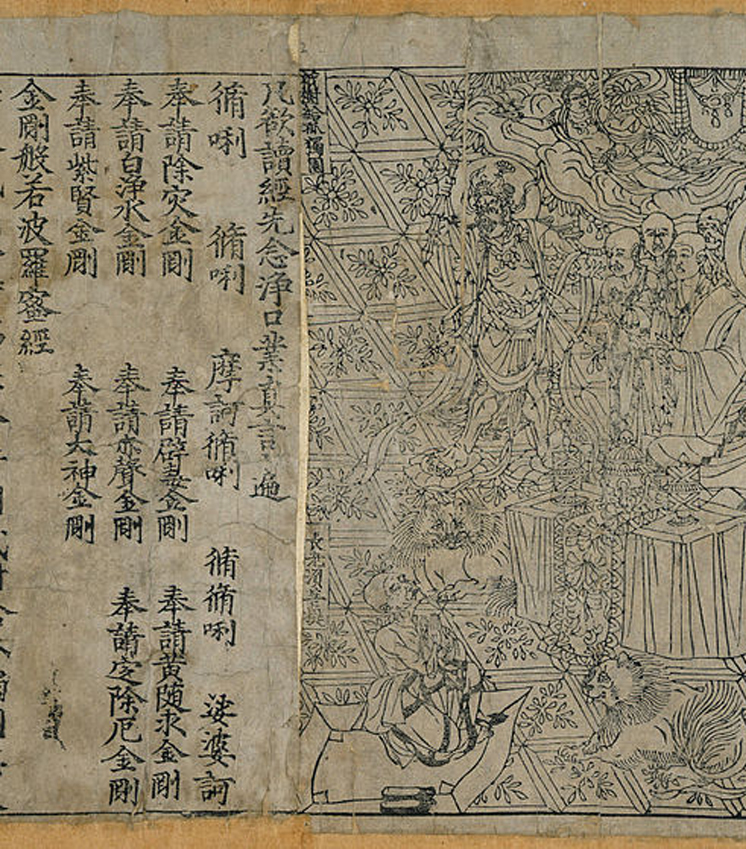 祇樹給孤獨園
長老須菩提
凡欲讀經先念浄口業真言一遍
脩唎 脩唎 摩訶脩唎 脩脩唎 娑婆訶
奉請除灾金剛 奉請辟毒金剛 奉請黄随求金剛
奉請白浄水金剛 奉請赤聲金剛 奉請定除厄金剛
奉請紫賢金剛 奉請大神金剛
金剛般若波羅蜜經